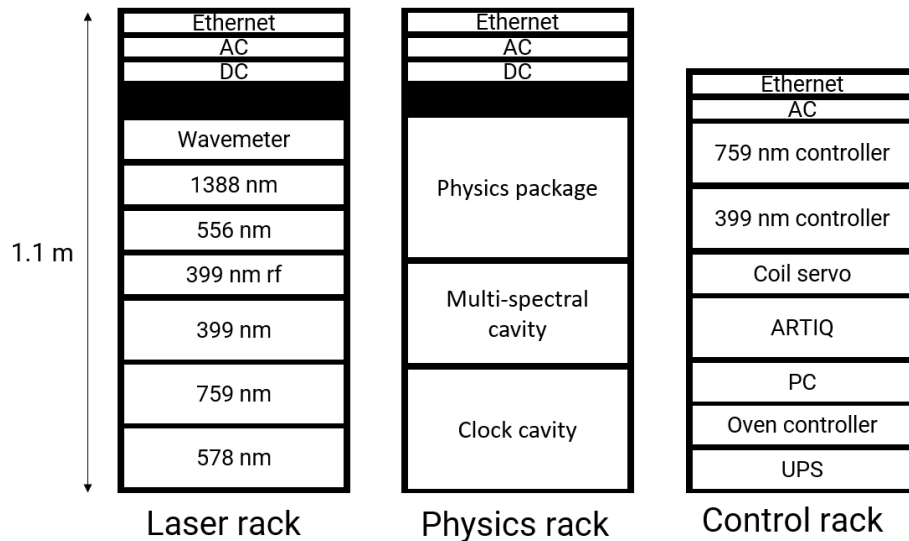 1.1 m
Ethernet
AC
DC
Wavemeter
1388 nm
556 nm
399 nm rf
399 nm
759 nm
578 nm
Laser rack
Ethernet
AC
DC
Physics package
Multi-spectral
cavity
Clock cavity
Physics rack
Ethernet
AC
759 nm controller
399 nm controller
Coil servo
ARTIQ
PC
Oven controller
UPS
Control rack